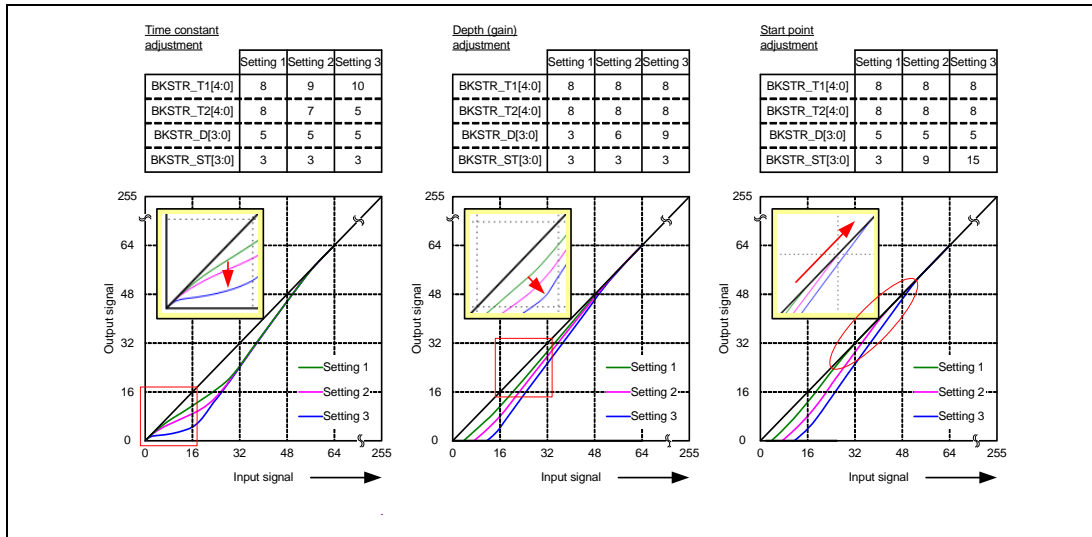 Time constant
adjustment
Setting 1 Setting 2 Setting 3
BKSTR_T1[4:0] 8 9 10
BKSTR_T2[4:0] 8 7 5
BKSTR_D[3:0] 5 5 5
BKSTR_ST[3:0] 3 3 3
255
64
48
32
16
0
Output signal
Setting 1
Setting 2
Setting 3
0 16 32 48 64 255
Input signal
Depth (gain)
adjustment
Setting 1 Setting 2 Setting 3
BKSTR_T1[4:0] 8 8 8
BKSTR_T2[4:0] 8 8 8
BKSTR_D[3:0] 3 6 9
BKSTR_ST[3:0] 3 3 3
255
64
48
32
16
0
Output signal
Setting 1
Setting 2
Setting 3
0 16 32 48 64 255
Input signal
Start point
adjustment
Setting 1 Setting 2 Setting 3
BKSTR_T1[4:0] 8 8 8
BKSTR_T2[4:0] 8 8 8
BKSTR_D[3:0] 5 5 5
BKSTR_ST[3:0] 3 9 15
255
64
48
32
16
0
Output signal
Setting 1
Setting 2
Setting 3
0 16 32 48 64 255
Input signal